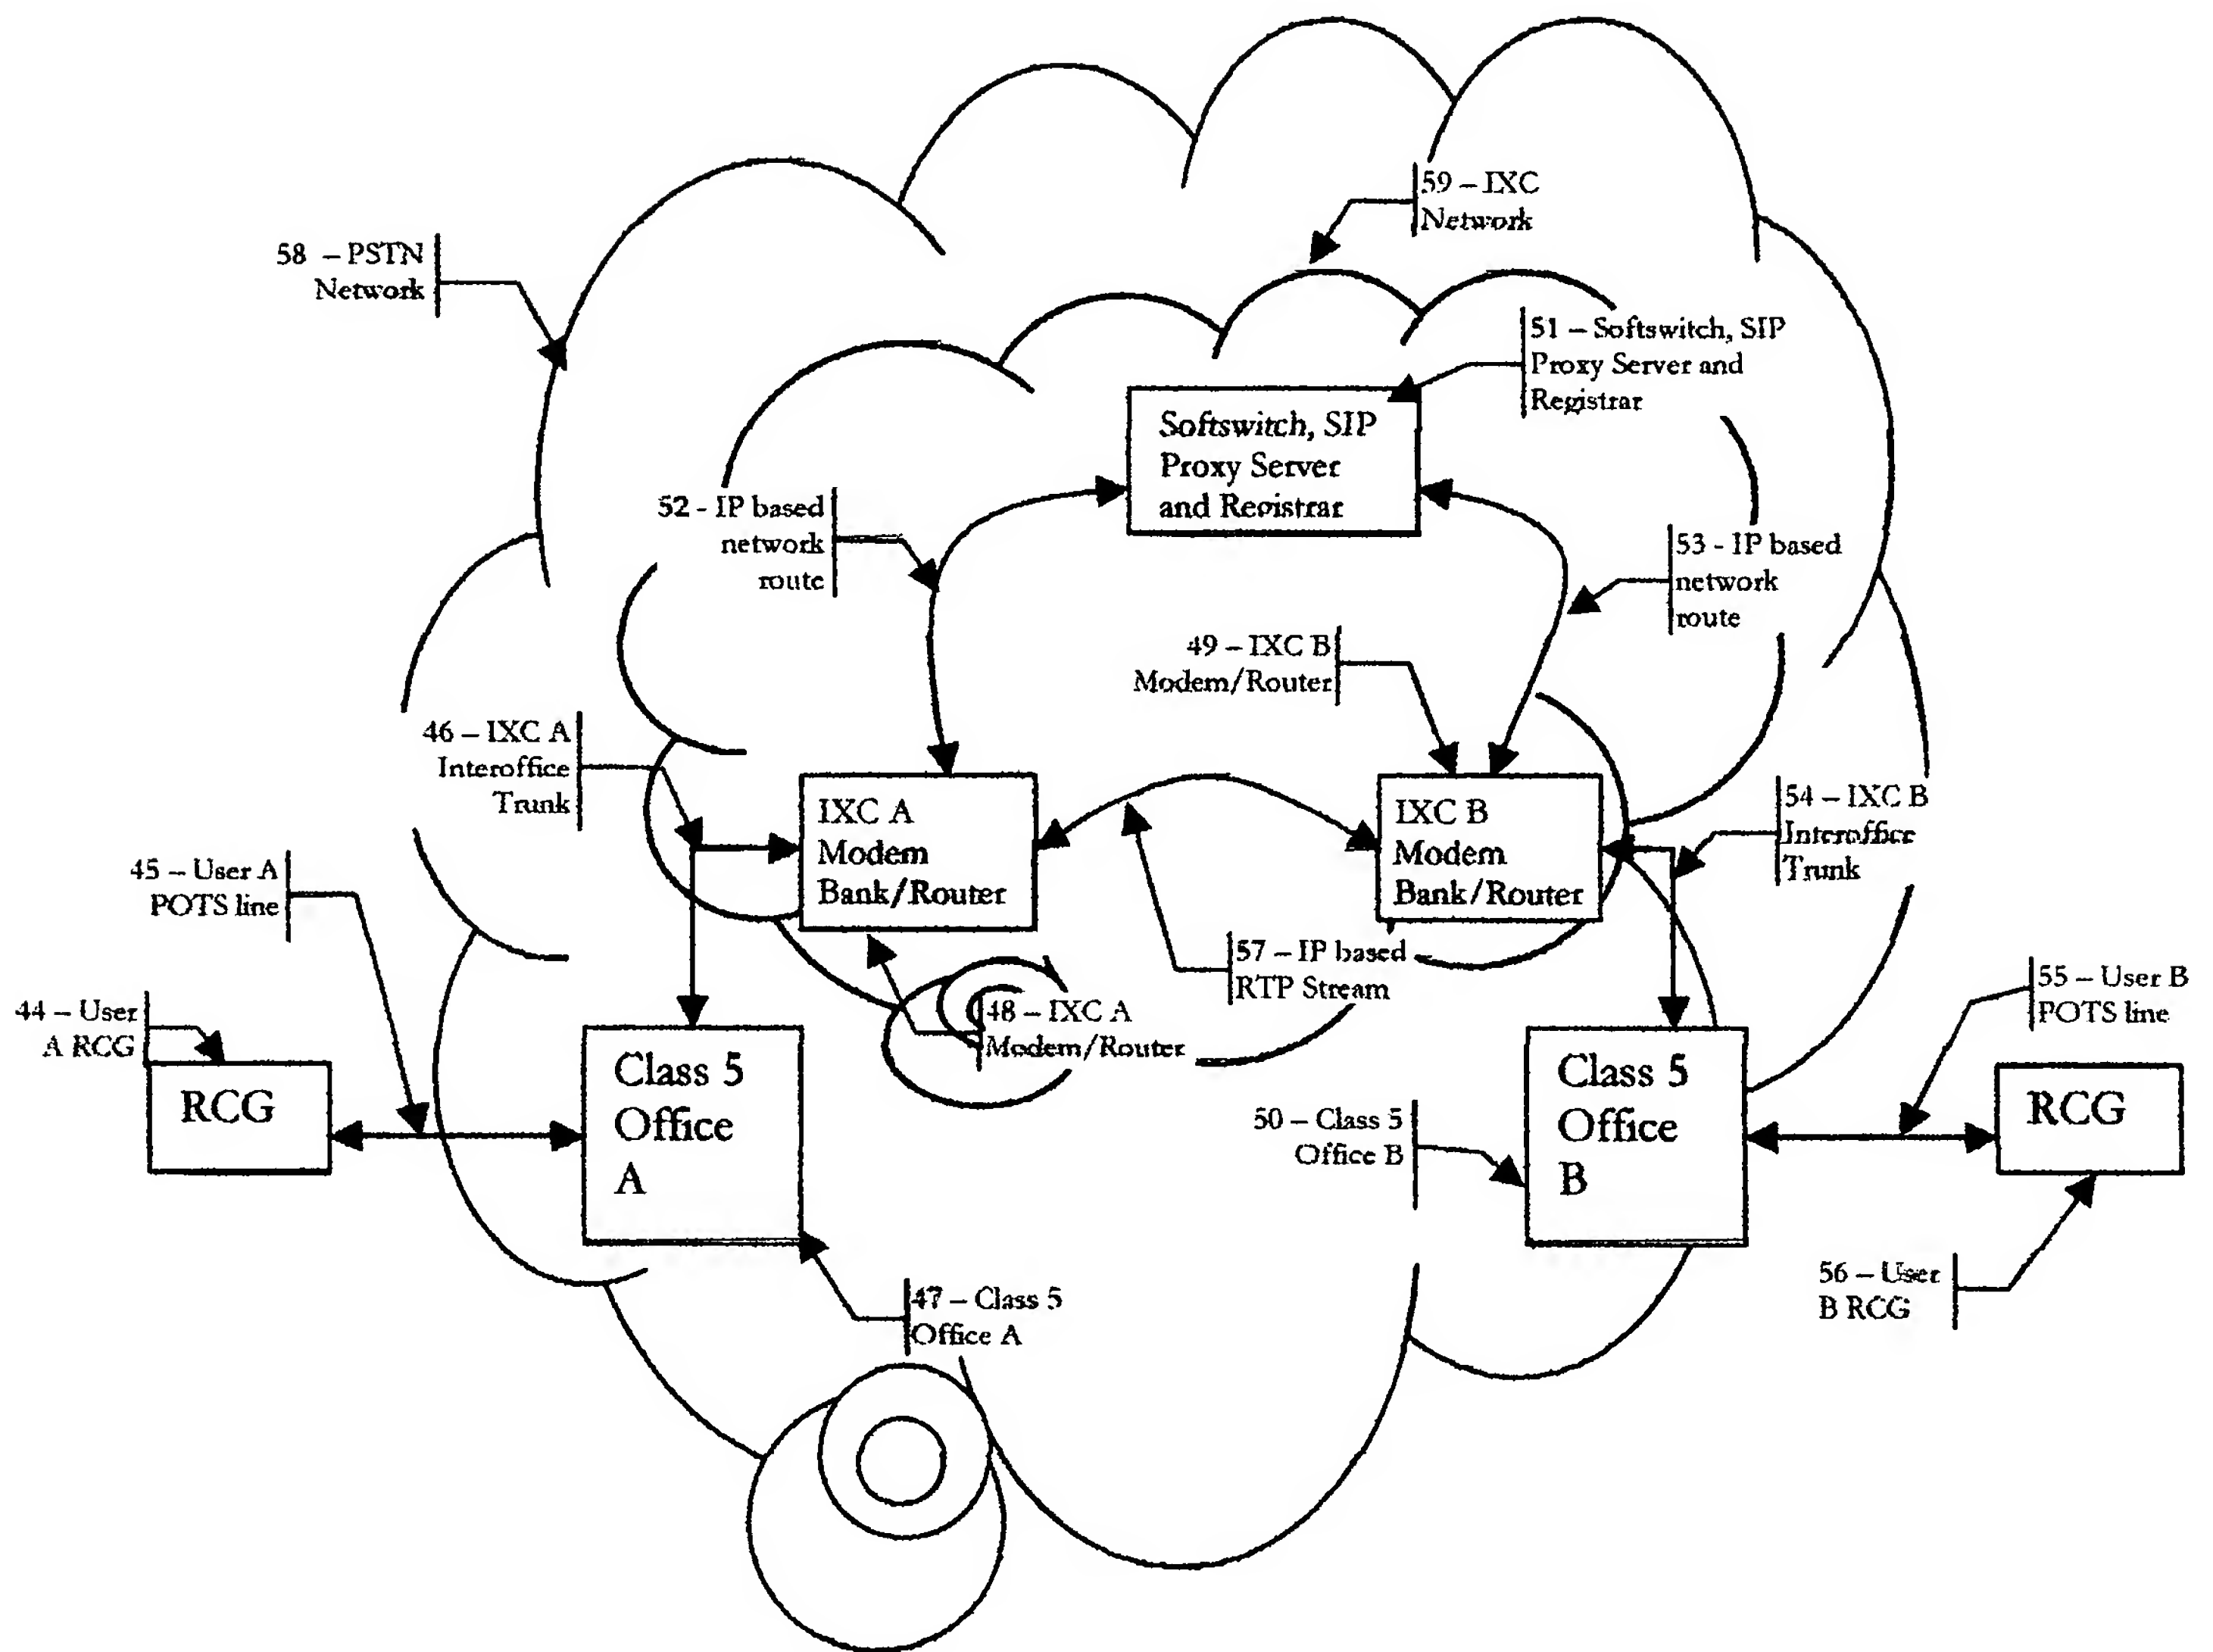 59 – IXC
Network
58 – PSTN
Network
51 – Softswitch, SIP
Proxy Server and
Registrar
Softswitch, SIP
Proxy Server
and Registrar
52 - IP based
network
route
53 - IP based
network
route
49 – IXC B
Modem/Router
46 – IXC A
Interoffice
Trunk
IXC A
Modem
Bank/Router
IXC B
Modem
Bank/Router
54 – IXC B
Interoffice
Trunk
45 – User A
POTS line
57 – IP based
RTP Stream
55 – User B
POTS line
44 – User
A RCG
48 – IXC A
Modem/Router
RCG
Class 5
Office
A
50 – Class 5
Office B
Class 5
Office
B
RCG
47 – Class 5
Office A
56 – User
B RCG